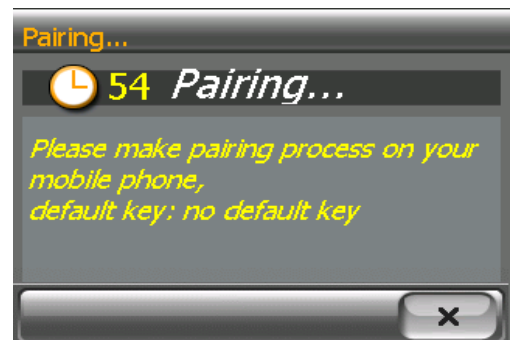 Pairing...
54 Pairing...
Please make pairing process on your
mobile phone,
default key: no default key